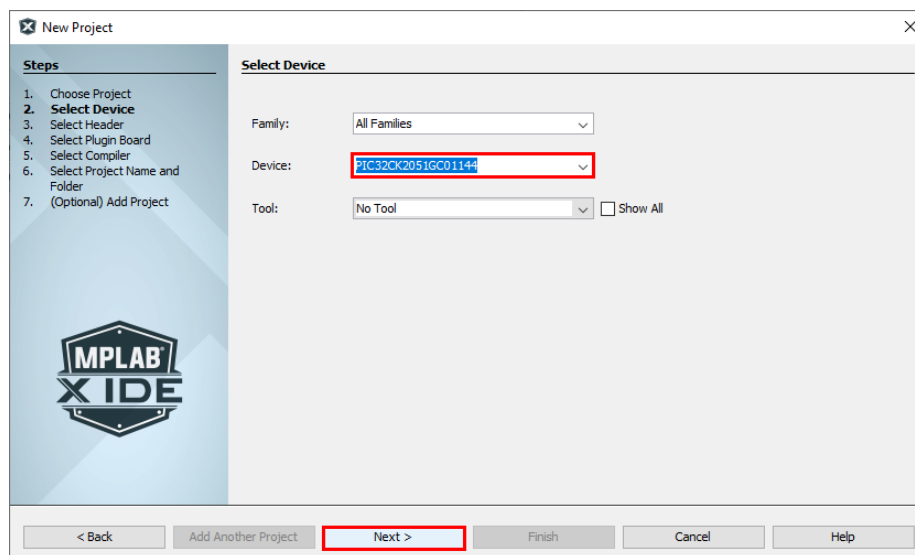 New Project
Steps
1. Choose Project
2. Select Device
3. Select Header
4. Select Plugin Board
5. Select Compiler
6. Select Project Name and
Folder
7. (Optional) Add Project
MPLAB®
X IDE
Select Device
Family: All Families
Device: PIC32CK2051GC01144
Tool: No Tool Show All
< Back Add Another Project Next > Finish Cancel Help